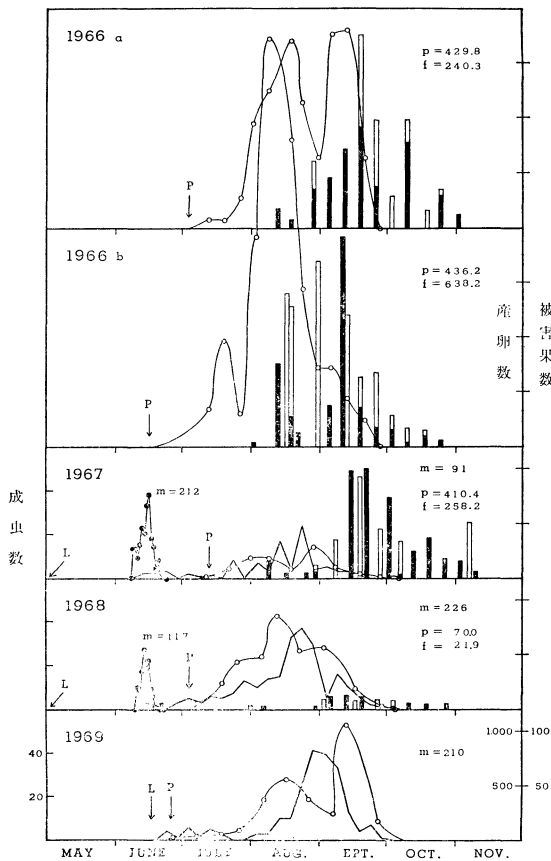 1966 a
p = 429.8
f = 240.3
P
1966 b
p = 436.2
f = 638.2
P
産卵数
被害果数
成虫数
1967
m = 91
m = 212
p = 410.4
f = 258.2
P
L
1968
m = 226
m = 117
p = 70.0
f = 21.9
P
L
1969
m = 210
L P
40
20
1.000
100
500
50
MAY JUNE JULY AUG. EPT. OCT. NOV.